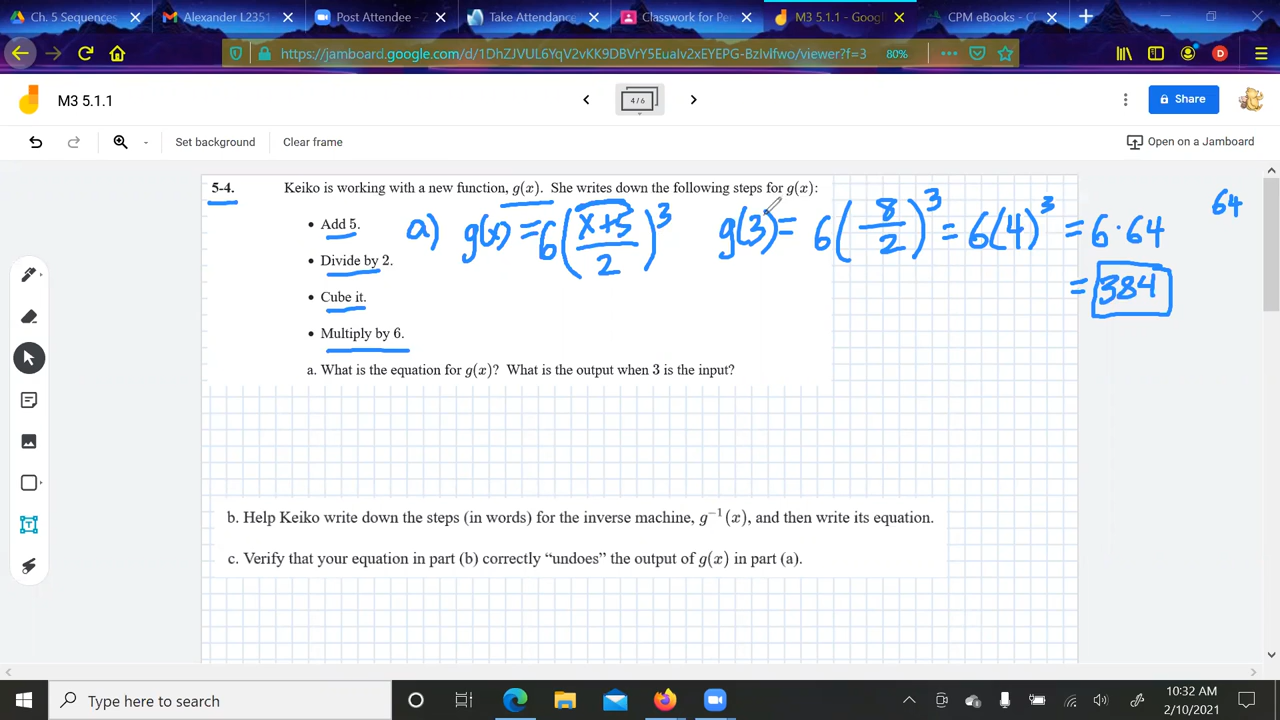 Ch. 5 Sequences
Alexander L2351
Post Attendee - Z
Take Attendance
Classwork for Pe
M3 5.1.1 - Googl
CPM eBooks - C
https://jamboard.google.com/d/1DhZJVUL6YqV2vKK9DBVrY5EuaIv2xEYEPG-BzIvlfwo/viewer?f=3
80%
D
M3 5.1.1
4/6
Share
Set background
Clear frame
Open on a Jamboard
5-4.
Keiko is working with a new function, g(x). She writes down the following steps for g(x):
• Add 5.
a) g(x) = 6((x+5)/2)³ g(3) = 6(8/2)³ = 6(4)³ = 6·64
64
= 384
• Divide by 2.
• Cube it.
• Multiply by 6.
a. What is the equation for g(x)? What is the output when 3 is the input?
b. Help Keiko write down the steps (in words) for the inverse machine, g⁻¹(x), and then write its equation.
c. Verify that your equation in part (b) correctly “undoes” the output of g(x) in part (a).
Type here to search
10:32 AM
2/10/2021